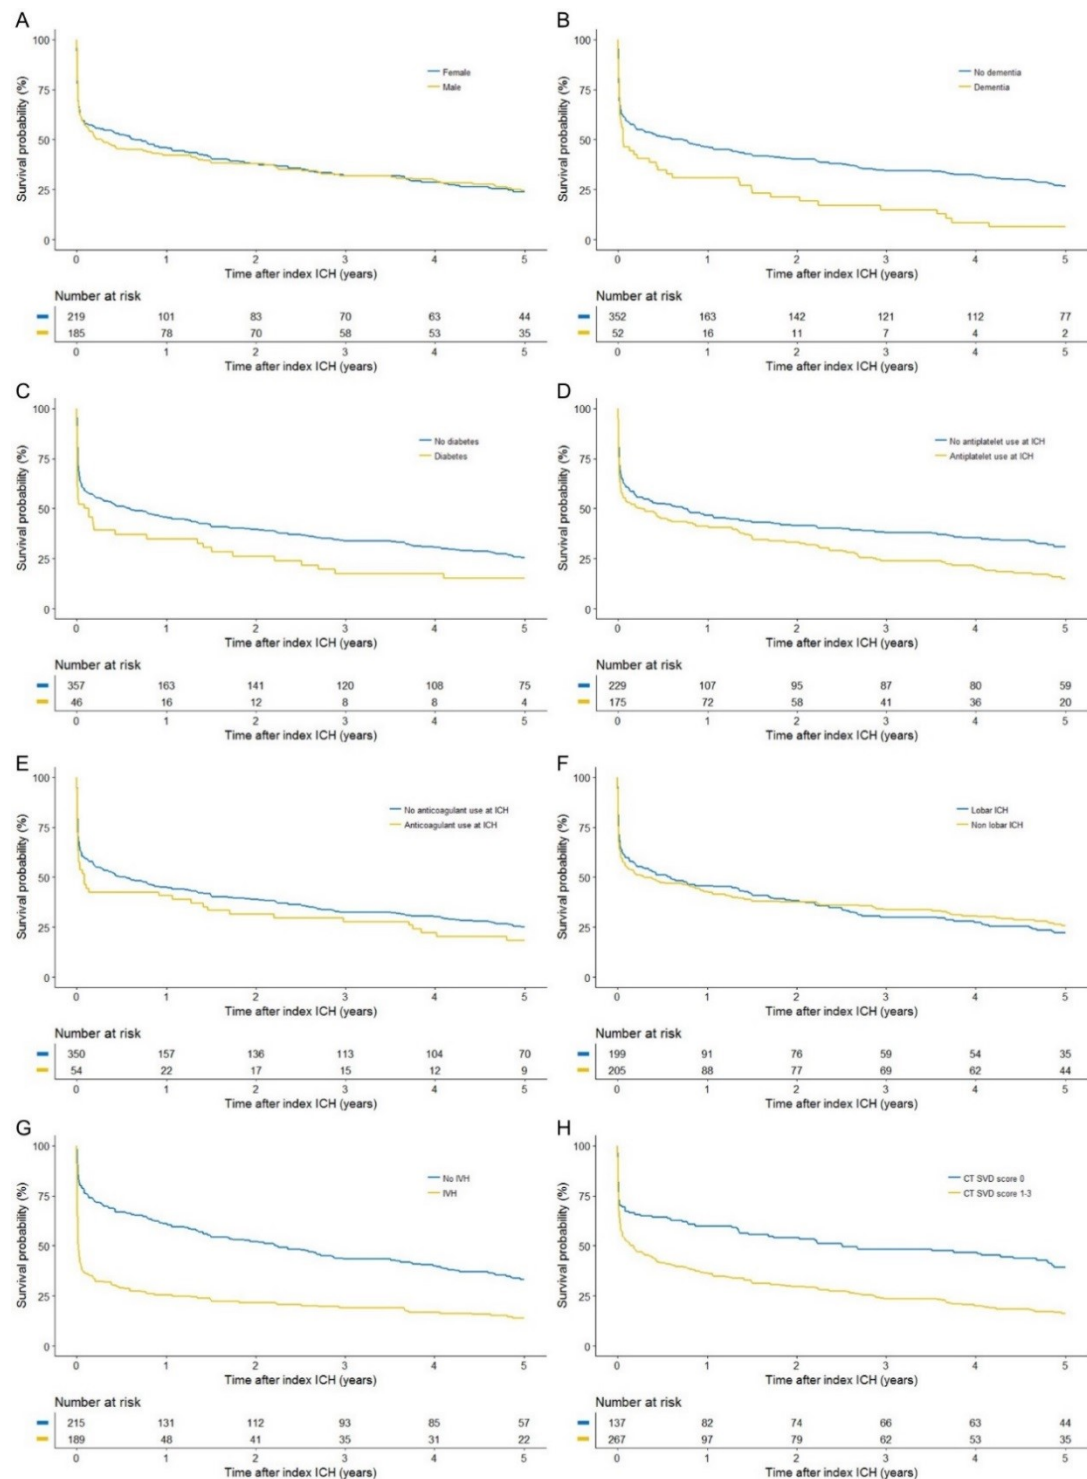 A
B
Survival probability (%)
100
75
50
25
0
Female
Male
0 1 2 3 4 5
Time after index ICH (years)
Number at risk
219 101 83 70 63 44
185 78 70 58 53 35
0 1 2 3 4 5
Time after index ICH (years)
Survival probability (%)
100
75
50
25
0
No dementia
Dementia
0 1 2 3 4 5
Time after index ICH (years)
Number at risk
352 163 142 121 112 77
52 16 11 7 4 2
0 1 2 3 4 5
Time after index ICH (years)
C
D
Survival probability (%)
100
75
50
25
0
No diabetes
Diabetes
0 1 2 3 4 5
Time after index ICH (years)
Number at risk
357 163 141 120 108 75
46 16 12 8 8 4
0 1 2 3 4 5
Time after index ICH (years)
Survival probability (%)
100
75
50
25
0
No antiplatelet use at ICH
Antiplatelet use at ICH
0 1 2 3 4 5
Time after index ICH (years)
Number at risk
229 107 95 87 80 59
175 72 58 41 36 20
0 1 2 3 4 5
Time after index ICH (years)
E
F
Survival probability (%)
100
75
50
25
0
No anticoagulant use at ICH
Anticoagulant use at ICH
0 1 2 3 4 5
Time after index ICH (years)
Number at risk
350 157 136 113 104 70
54 22 17 15 12 9
0 1 2 3 4 5
Time after index ICH (years)
Survival probability (%)
100
75
50
25
0
Lobar ICH
Non lobar ICH
0 1 2 3 4 5
Time after index ICH (years)
Number at risk
199 91 76 59 54 35
205 88 77 69 62 44
0 1 2 3 4 5
Time after index ICH (years)
G
H
Survival probability (%)
100
75
50
25
0
No IVH
IVH
0 1 2 3 4 5
Time after index ICH (years)
Number at risk
215 131 112 93 85 57
189 48 41 35 31 22
0 1 2 3 4 5
Time after index ICH (years)
Survival probability (%)
100
75
50
25
0
CT SVD score 0
CT SVD score 1-3
0 1 2 3 4 5
Time after index ICH (years)
Number at risk
137 82 74 66 63 44
267 97 79 62 53 35
0 1 2 3 4 5
Time after index ICH (years)